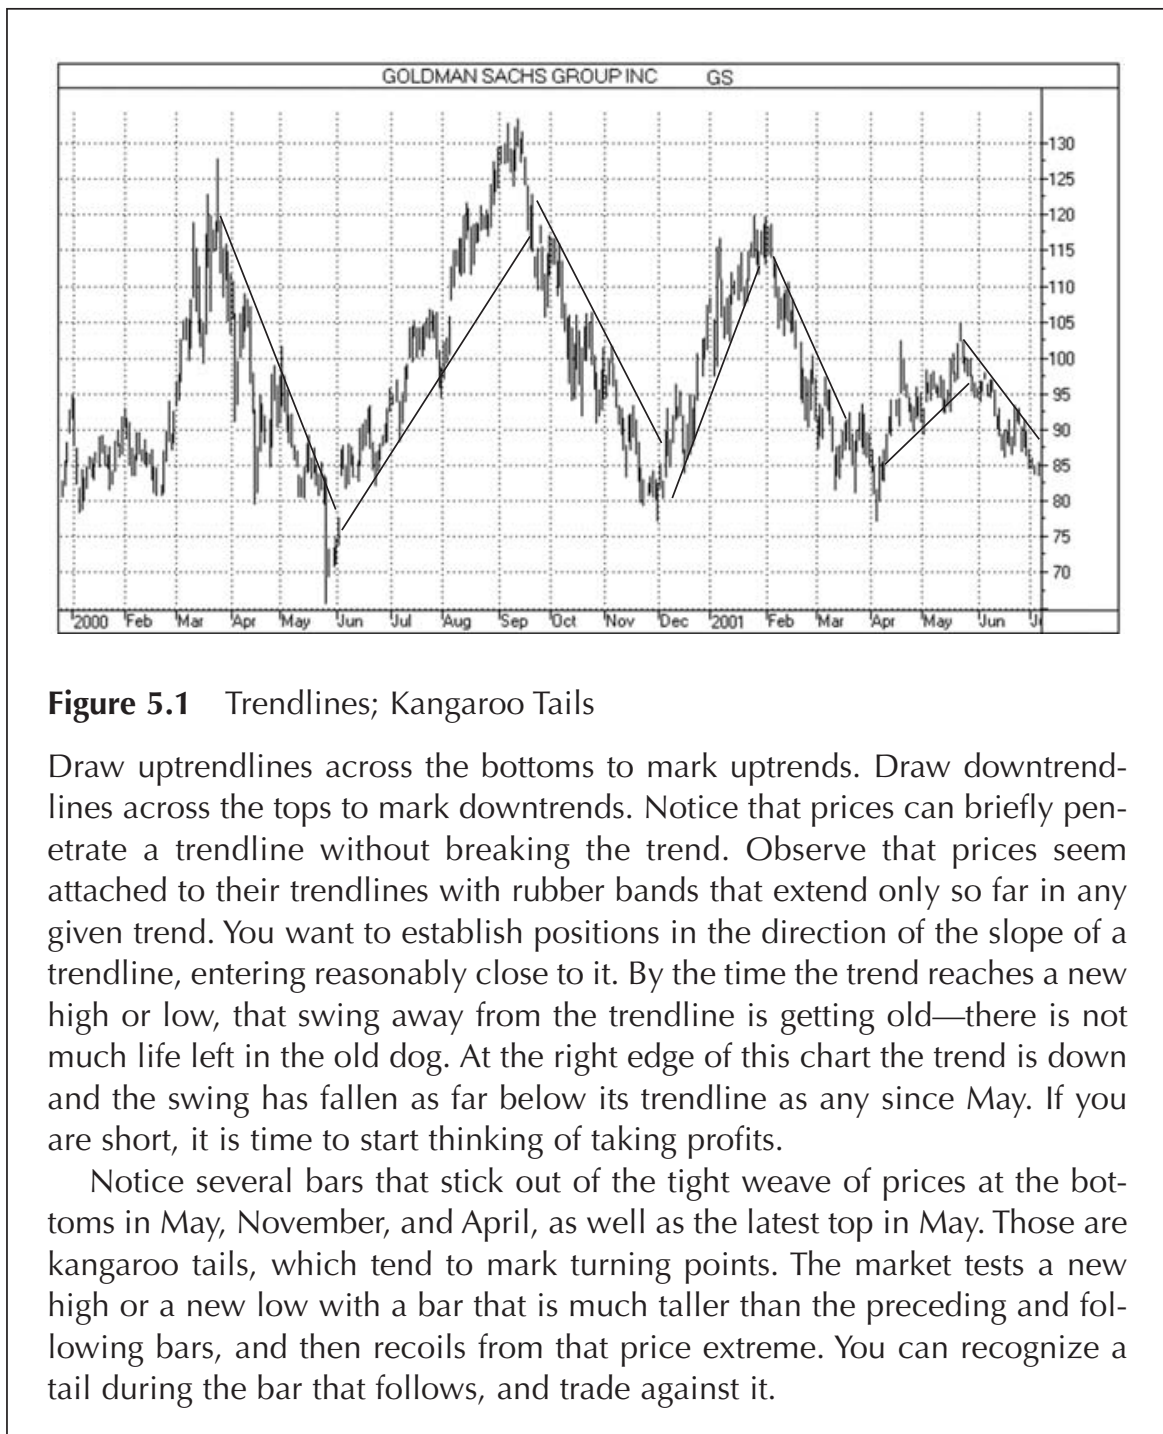 GOLDMAN SACHS GROUP INC GS
130
125
120
115
110
105
100
95
90
85
80
75
70
2000 Feb Mar Apr May Jun Jul Aug Sep Oct Nov Dec 2001 Feb Mar Apr May Jun
Figure 5.1 Trendlines; Kangaroo Tails
Draw uptrendlines across the bottoms to mark uptrends. Draw downtrend-
lines across the tops to mark downtrends. Notice that prices can briefly pen-
etrate a trendline without breaking the trend. Observe that prices seem
attached to their trendlines with rubber bands that extend only so far in any
given trend. You want to establish positions in the direction of the slope of a
trendline, entering reasonably close to it. By the time the trend reaches a new
high or low, that swing away from the trendline is getting old—there is not
much life left in the old dog. At the right edge of this chart the trend is down
and the swing has fallen as far below its trendline as any since May. If you
are short, it is time to start thinking of taking profits.
Notice several bars that stick out of the tight weave of prices at the bot-
toms in May, November, and April, as well as the latest top in May. Those are
kangaroo tails, which tend to mark turning points. The market tests a new
high or a new low with a bar that is much taller than the preceding and fol-
lowing bars, and then recoils from that price extreme. You can recognize a
tail during the bar that follows, and trade against it.